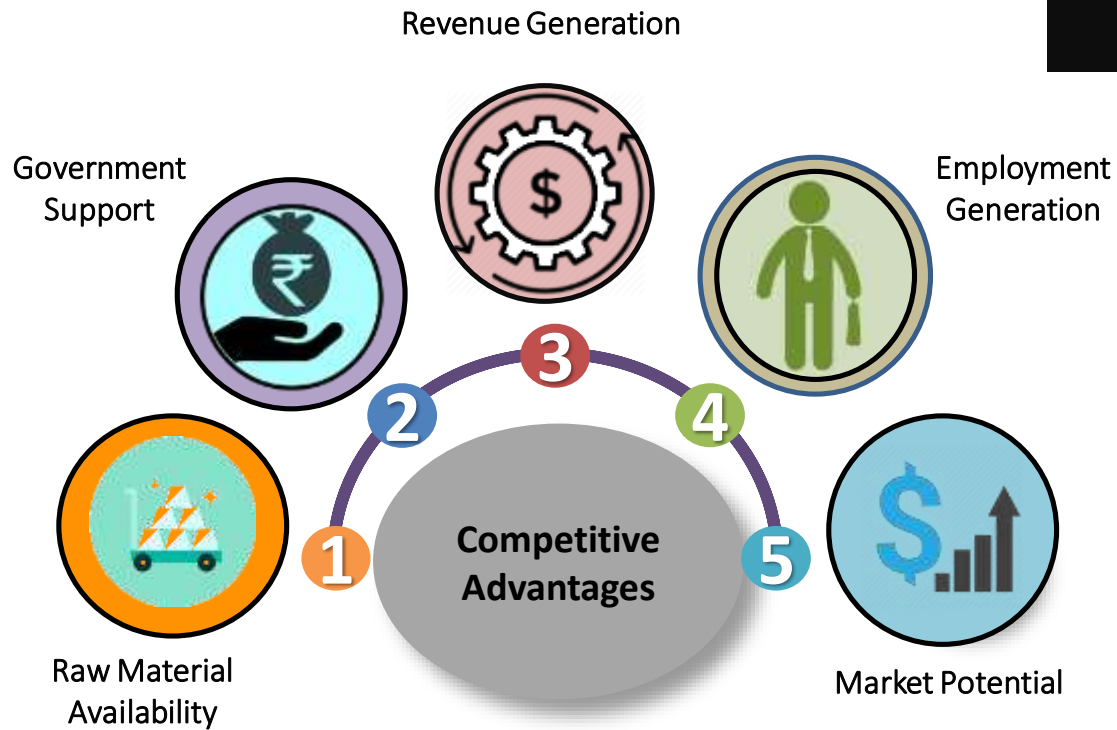 Revenue Generation
Government
Support
Employment
Generation
$
₹
3
2
4
1
Competitive
Advantages
5
$
Raw Material
Availability
Market Potential